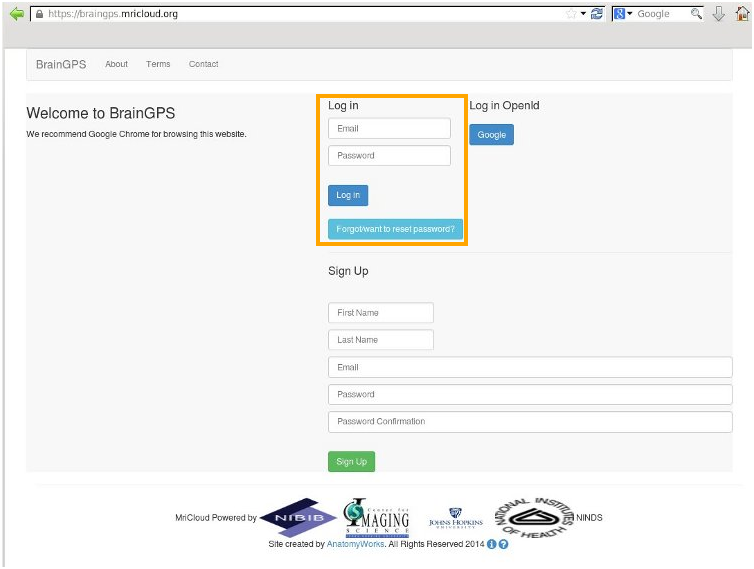 https://braingps.mricloud.org
Google
BrainGPS About Terms Contact
Welcome to BrainGPS
We recommend Google Chrome for browsing this website.
Log in
Email
Password
Log in
Forgot/want to reset password?
Log in OpenId
Google
Sign Up
First Name
Last Name
Email
Password
Password Confirmation
Sign Up
MriCloud Powered by NIBIB Center for IMAGING SCIENCE JOHNS HOPKINS UNIVERSITY NATIONAL INSTITUTES OF HEALTH NINDS
Site created by AnatomyWorks. All Rights Reserved 2014